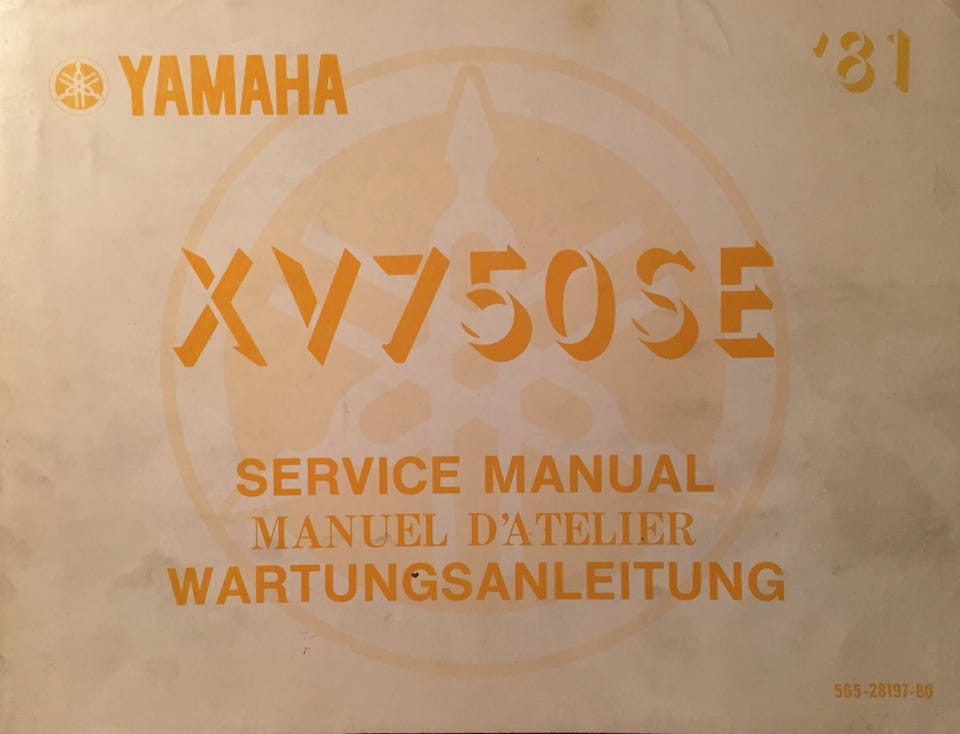 YAMAHA
'81
XV750SE
SERVICE MANUAL
MANUEL D'ATELIER
WARTUNGSANLEITUNG
5G5-28197-80